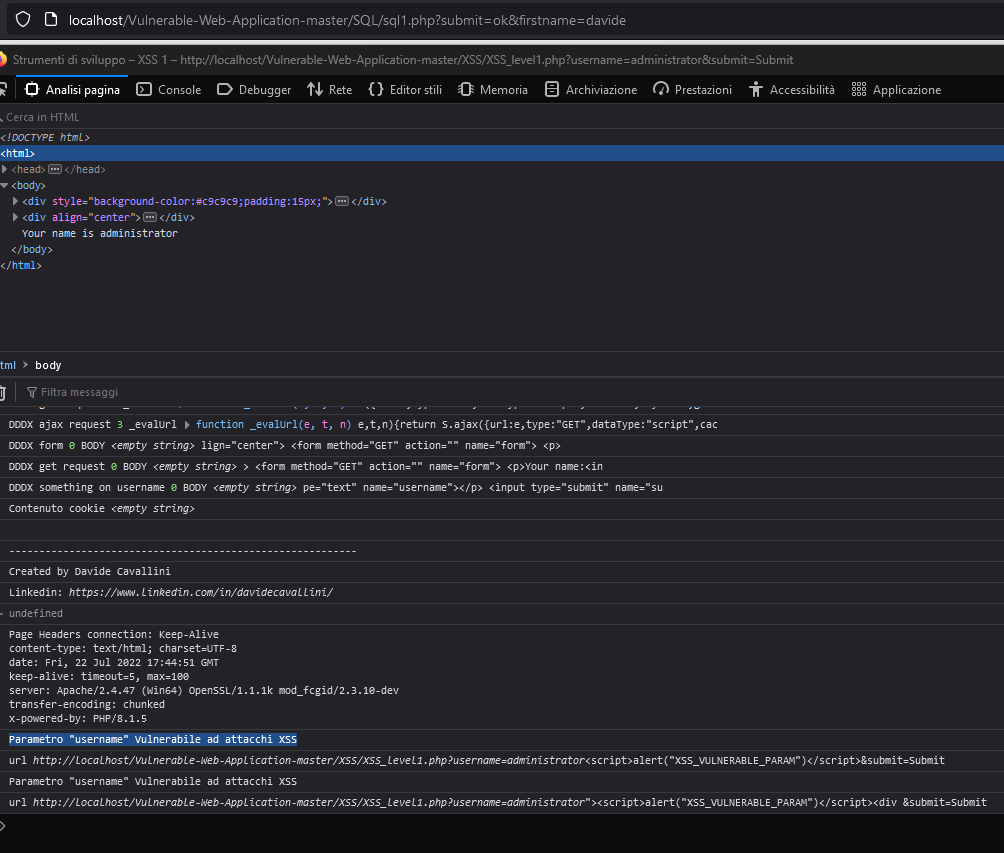 localhost/Vulnerable-Web-Application-master/SQL/sql1.php?submit=ok&firstname=davide
Strumenti di sviluppo – XSS 1 – http://localhost/Vulnerable-Web-Application-master/XSS/XSS_level1.php?username=administrator&submit=Submit
Analisi pagina Console Debugger Rete Editor stili Memoria Archiviazione Prestazioni Accessibilità Applicazione
Cerca in HTML
<!DOCTYPE html>
<html>
<head> ••• </head>
<body>
<div style="background-color:#c9c9c9;padding:15px;"> ••• </div>
<div align="center"> ••• </div>
Your name is administrator
</body>
</html>
tml > body
Filtra messaggi
DDDX ajax request 3 _evalUrl function _evalUrl(e, t, n) e,t,n){return S.ajax({url:e,type:"GET",dataType:"script",cac
DDDX form 0 BODY <empty string> lign="center"> <form method="GET" action="" name="form"> <p>
DDDX get request 0 BODY <empty string> > <form method="GET" action="" name="form"> <p>Your name:<in
DDDX something on username 0 BODY <empty string> pe="text" name="username"></p> <input type="submit" name="su
Contenuto cookie <empty string>
----------------------------------------------------------
Created by Davide Cavallini
Linkedin: https://www.linkedin.com/in/davidecavallini/
undefined
Page Headers connection: Keep-Alive
content-type: text/html; charset=UTF-8
date: Fri, 22 Jul 2022 17:44:51 GMT
keep-alive: timeout=5, max=100
server: Apache/2.4.47 (Win64) OpenSSL/1.1.1k mod_fcgid/2.3.10-dev
transfer-encoding: chunked
x-powered-by: PHP/8.1.5
Parametro "username" Vulnerabile ad attacchi XSS
url http://localhost/Vulnerable-Web-Application-master/XSS/XSS_level1.php?username=administrator<script>alert("XSS_VULNERABLE_PARAM")</script>&submit=Submit
Parametro "username" Vulnerabile ad attacchi XSS
url http://localhost/Vulnerable-Web-Application-master/XSS/XSS_level1.php?username=administrator"><script>alert("XSS_VULNERABLE_PARAM")</script><div &submit=Submit